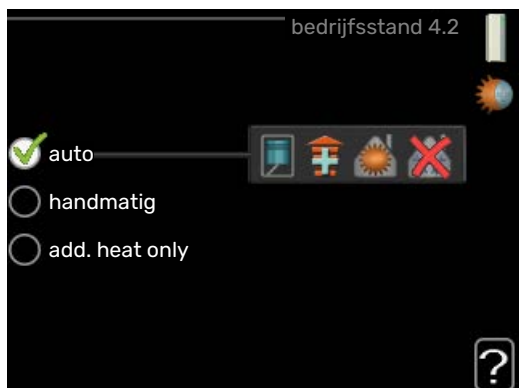 bedrijfsstand 4.2
auto
handmatig
add. heat only
?